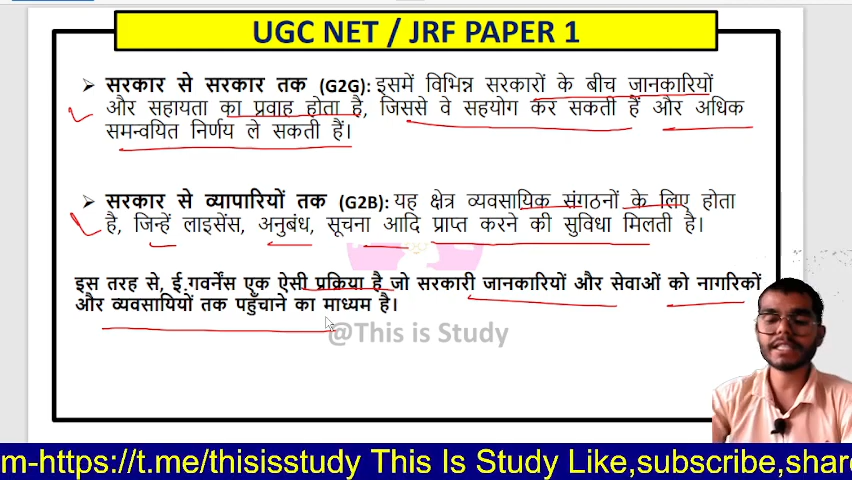 UGC NET / JRF PAPER 1
➢ सरकार से सरकार तक (G2G): इसमें विभिन्न सरकारों के बीच जानकारियों
और सहायता का प्रवाह होता है, जिससे वे सहयोग कर सकती हैं और अधिक
समन्वयित निर्णय ले सकती हैं।
➢ सरकार से व्यापारियों तक (G2B): यह क्षेत्र व्यवसायिक संगठनों के लिए होता
है, जिन्हें लाइसेंस, अनुबंध, सूचना आदि प्राप्त करने की सुविधा मिलती है।
इस तरह से, ई.गवर्नेंस एक ऐसी प्रक्रिया है जो सरकारी जानकारियों और सेवाओं को नागरिकों
और व्यवसायियों तक पहुँचाने का माध्यम है।
@This is Study
m-https://t.me/thisisstudy This Is Study Like,subscribe,share